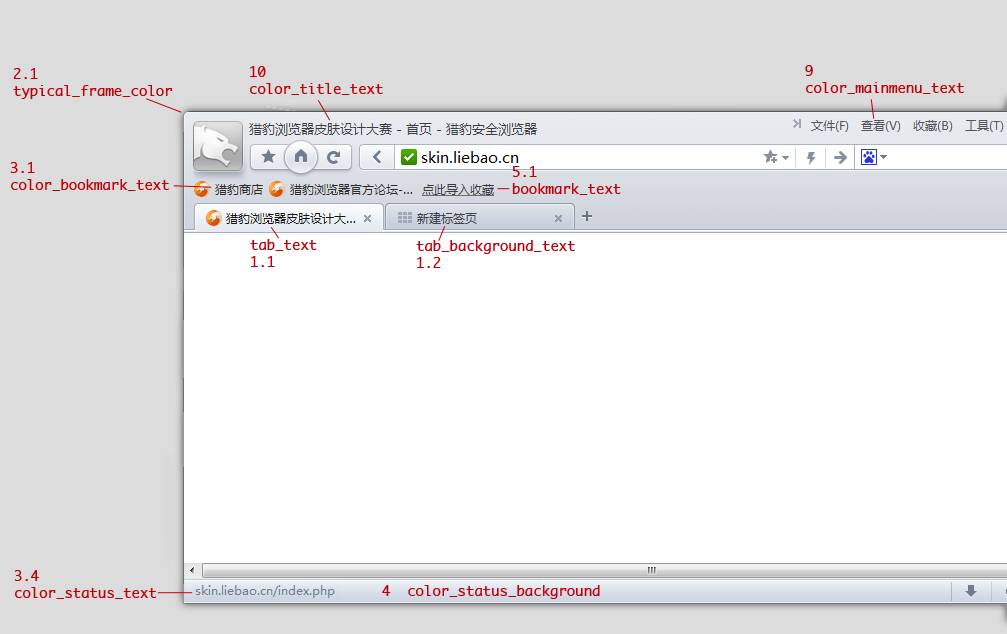 2.1
typical_frame_color
10
color_title_text
9
color_mainmenu_text
猎豹浏览器皮肤设计大赛 - 首页 - 猎豹安全浏览器
文件(F) 查看(V) 收藏(B) 工具(T)
skin.liebao.cn
3.1
color_bookmark_text
猎豹商店 猎豹浏览器官方论坛-... 点此导入收藏
5.1
bookmark_text
猎豹浏览器皮肤设计大... 新建标签页
tab_text
1.1
tab_background_text
1.2
3.4
color_status_text
skin.liebao.cn/index.php
4 color_status_background